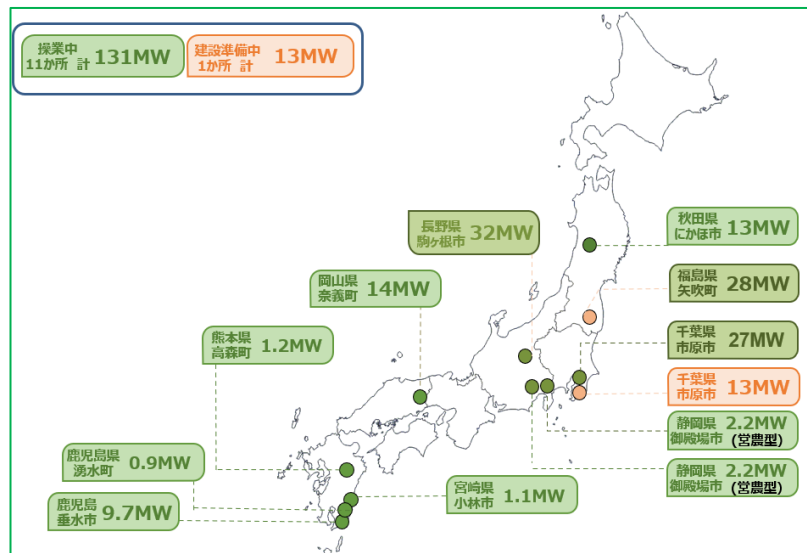 操業中
11か所 計 131MW
建設準備中
1か所 計 13MW
長野県
駒ヶ根市 32MW
秋田県
にかほ市 13MW
岡山県
奈義町 14MW
福島県
矢吹町 28MW
熊本県
高森町 1.2MW
千葉県
市原市 27MW
千葉県
市原市 13MW
静岡県 2.2MW
御殿場市 (営農型)
鹿児島県
湧水町 0.9MW
静岡県 2.2MW
御殿場市 (営農型)
宮崎県
小林市 1.1MW
鹿児島
垂水市 9.7MW